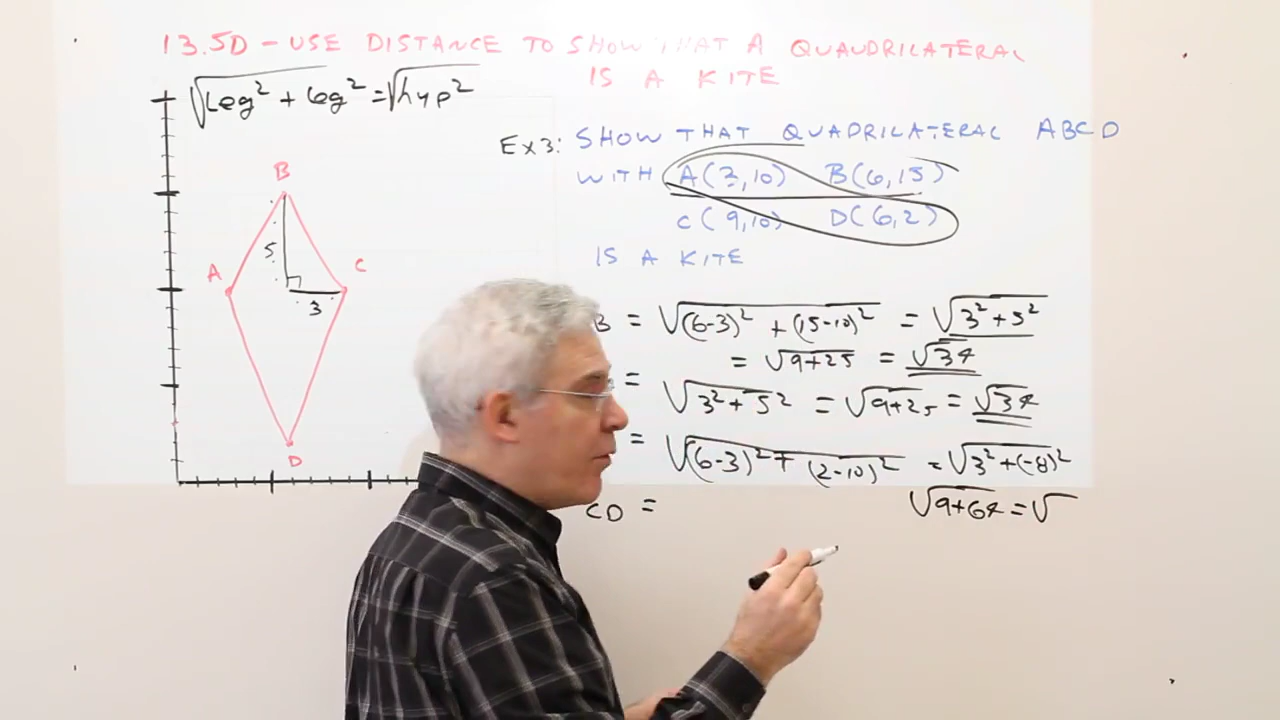 13.5D - USE DISTANCE TO SHOW THAT A QUAUDRILATERAL
IS A KITE
√leg² + leg² = √hyp²
Ex3: SHOW THAT QUADRILATERAL ABCD
WITH A(3,10) B(6,15)
C(9,10) D(6,2)
IS A KITE
B
5
A
C
3
D
B = √(6-3)² + (15-10)² = √3²+5²
= √9+25 = √34
= √3²+5² = √9+25 = √34
= √(6-3)² + (2-10)² = √3²+(-8)²
CD =
√9+64 = √